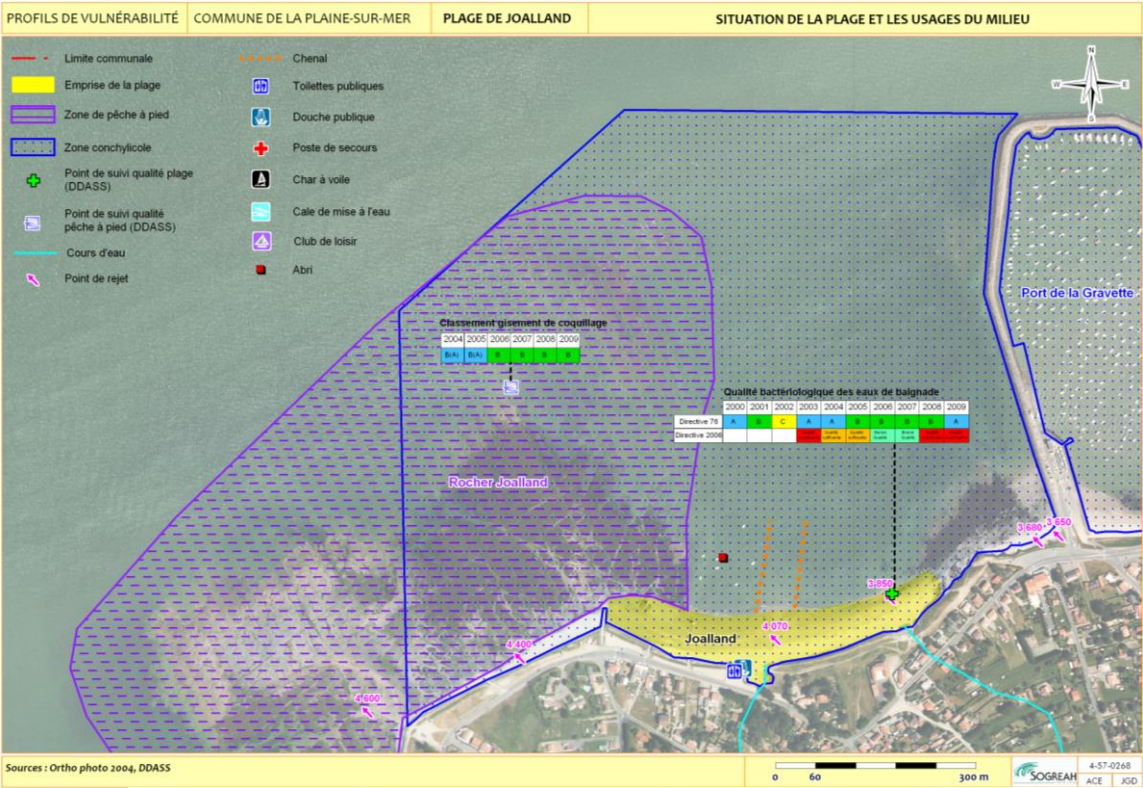 PROFILS DE VULNÉRABILITÉ
COMMUNE DE LA PLAINE-SUR-MER
PLAGE DE JOALLAND
SITUATION DE LA PLAGE ET LES USAGES DU MILIEU
Limite communale
Emprise de la plage
Zone de pêche à pied
Zone conchylicole
Point de suivi qualité plage
(DDASS)
Point de suivi qualité
pêche à pied (DDASS)
Cours d'eau
Point de rejet
Chenal
Toilettes publiques
Douche publique
Poste de secours
Char à voile
Cale de mise à l'eau
Club de loisir
Abri
N
W E
S
Port de la Gravette
Classement gisement de coquillage
2004 2005 2006 2007 2008 2009
B(A) B(A) B B B B
Qualité bactériologique des eaux de baignade
2000 2001 2002 2003 2004 2005 2006 2007 2008 2009
Directive 76 A B C A A B B B B A
Directive 2006
Rocher Joalland
3 680 3 650
3 850
4 070
Joalland
4 400
4 600
Sources : Ortho photo 2004, DDASS
0 60 300 m
SOGREAH
4-57-0268
ACE JGD